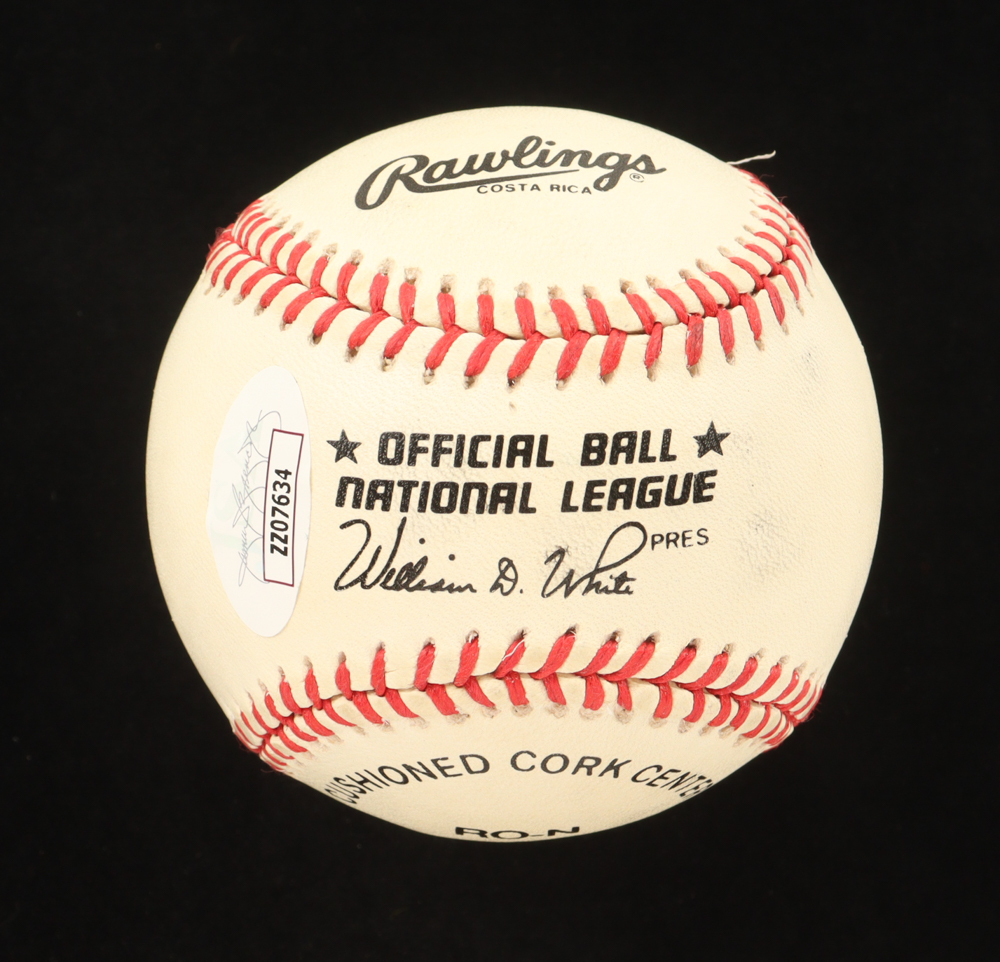 Rawlings®
COSTA RICA
★ OFFICIAL BALL ★
NATIONAL LEAGUE
William D. White PRES
ZZ07634
CUSHIONED CORK CENTER
RO-N